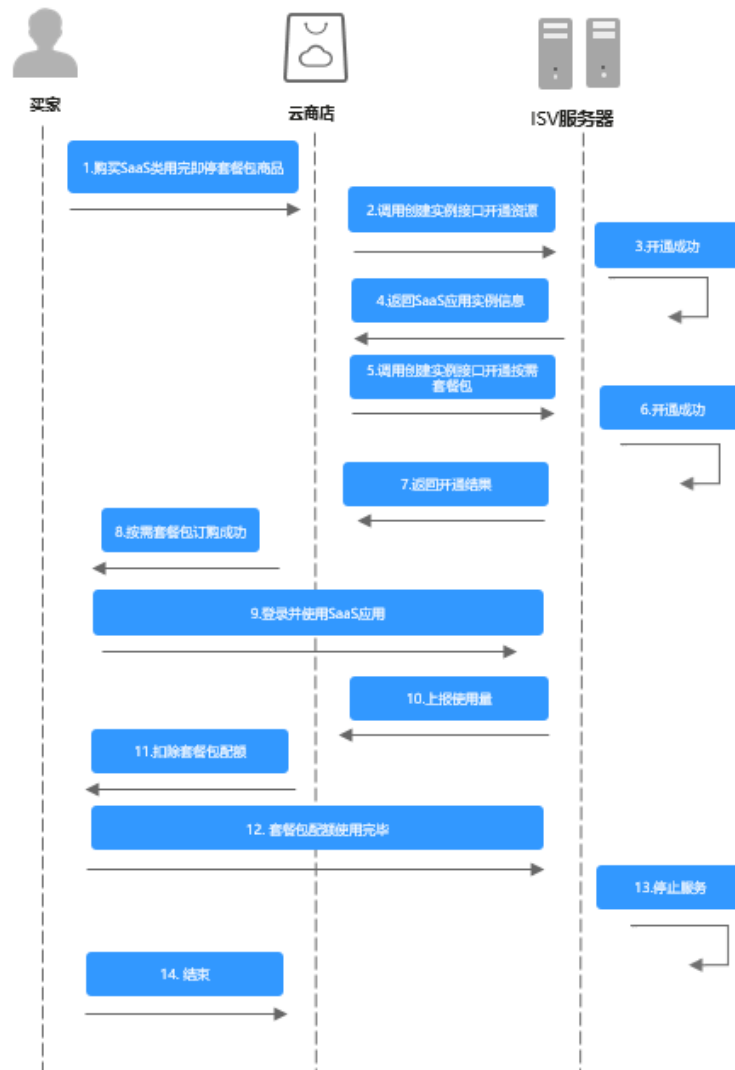 买家
云商店
ISV服务器
1.购买SaaS类用完即停套餐包商品
2.调用创建实例接口开通资源
3.开通成功
4.返回SaaS应用实例信息
5.调用创建实例接口开通按需
套餐包
6.开通成功
7.返回开通结果
8.按需套餐包订购成功
9.登录并使用SaaS应用
10.上报使用量
11.扣除套餐包配额
12. 套餐包配额使用完毕
13.停止服务
14. 结束